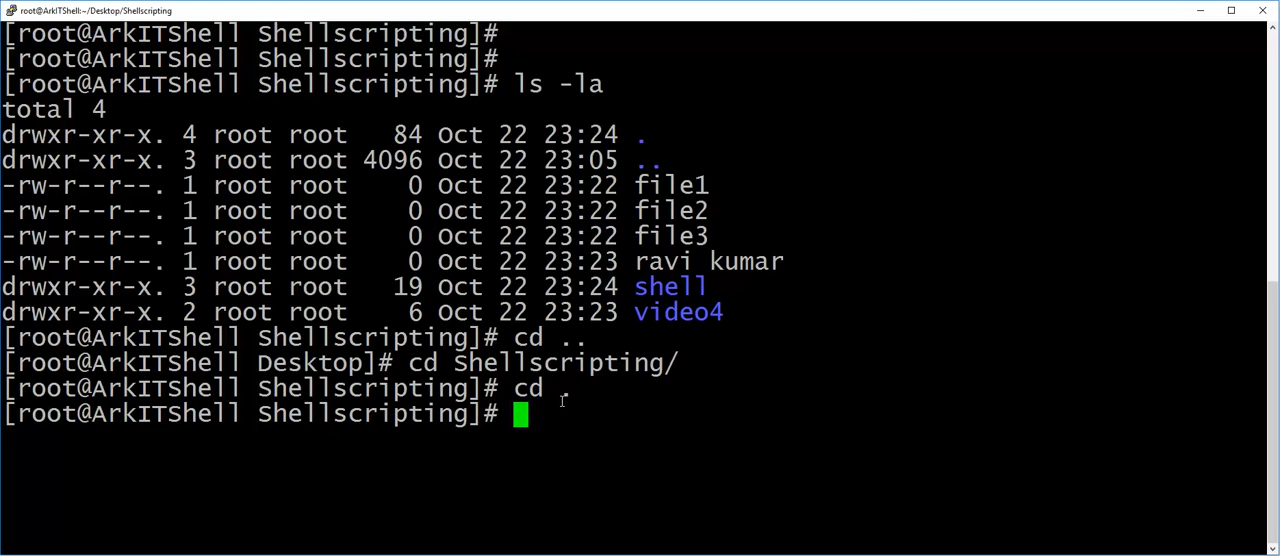 root@ArkITShell:~/Desktop/Shellscripting
[root@ArkITShell Shellscripting]#
[root@ArkITShell Shellscripting]#
[root@ArkITShell Shellscripting]# ls -la
total 4
drwxr-xr-x. 4 root root   84 Oct 22 23:24 .
drwxr-xr-x. 3 root root 4096 Oct 22 23:05 ..
-rw-r--r--. 1 root root    0 Oct 22 23:22 file1
-rw-r--r--. 1 root root    0 Oct 22 23:22 file2
-rw-r--r--. 1 root root    0 Oct 22 23:22 file3
-rw-r--r--. 1 root root    0 Oct 22 23:23 ravi kumar
drwxr-xr-x. 3 root root   19 Oct 22 23:24 shell
drwxr-xr-x. 2 root root    6 Oct 22 23:23 video4
[root@ArkITShell Shellscripting]# cd ..
[root@ArkITShell Desktop]# cd Shellscripting/
[root@ArkITShell Shellscripting]# cd .
[root@ArkITShell Shellscripting]#